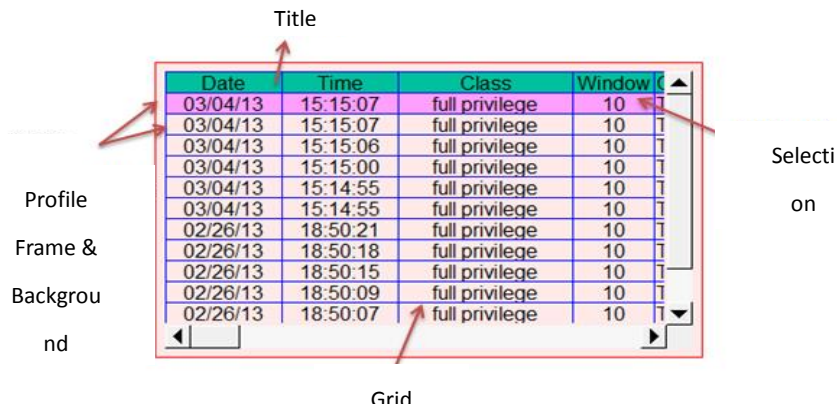 Title
Date Time Class Window
03/04/13 15:15:07 full privilege 10
03/04/13 15:15:07 full privilege 10
03/04/13 15:15:06 full privilege 10
03/04/13 15:15:00 full privilege 10
03/04/13 15:14:55 full privilege 10
03/04/13 15:14:55 full privilege 10
02/26/13 18:50:21 full privilege 10
02/26/13 18:50:18 full privilege 10
02/26/13 18:50:15 full privilege 10
02/26/13 18:50:09 full privilege 10
02/26/13 18:50:07 full privilege 10
Selecti
on
Profile
Frame &
Backgrou
nd
Grid